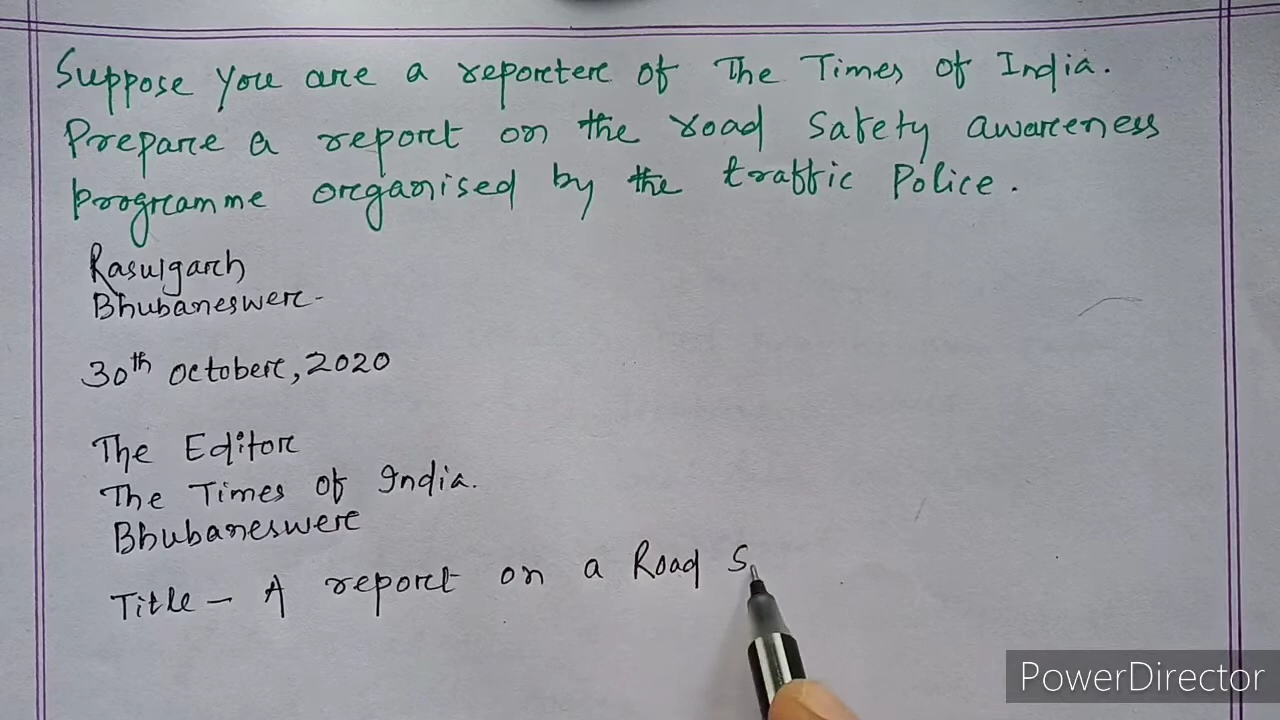 Suppose you are a reporter of The Times of India.
Prepare a report on the road safety awareness
programme organised by the traffic Police.
Rasulgarh
Bhubaneswer
30th October, 2020
The Editor
The Times of India.
Bhubaneswer
Title - A report on a Road S
PowerDirector